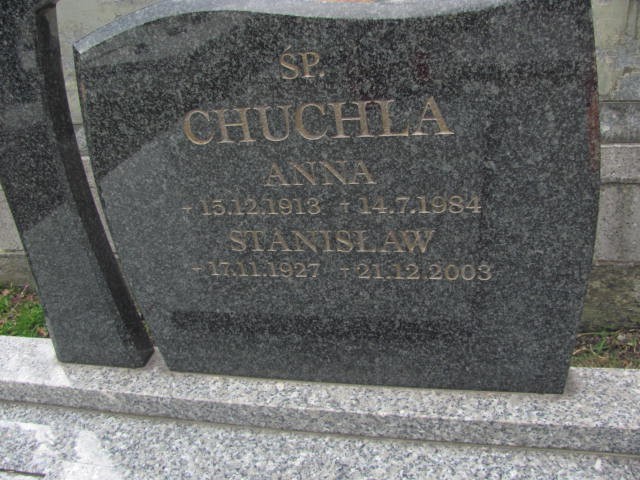 ŚP.
CHUCHLA
ANNA
- 15.12.1913 - 14.7.1984
STANISŁAW
- 17.11.1927 - 21.12.2003